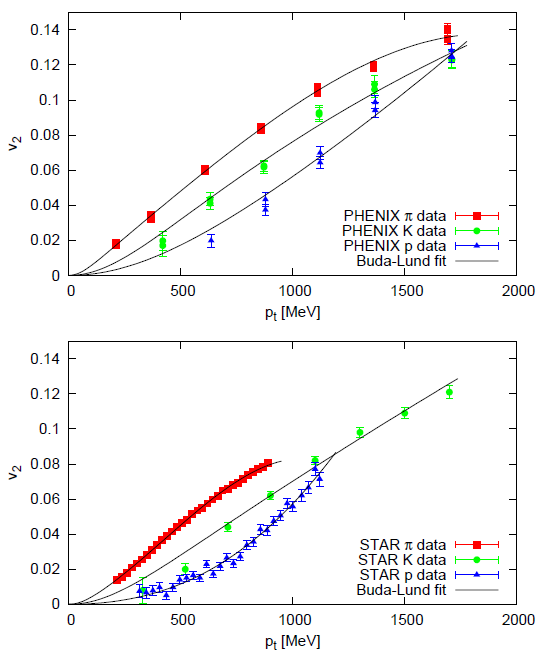 0.14
0.12
0.1
0.08
0.06
0.04
0.02
0
v2
PHENIX π data
PHENIX K data
PHENIX p data
Buda-Lund fit
0 500 1000 1500 2000
pt [MeV]
0.14
0.12
0.1
0.08
0.06
0.04
0.02
0
v2
STAR π data
STAR K data
STAR p data
Buda-Lund fit
0 500 1000 1500 2000
pt [MeV]